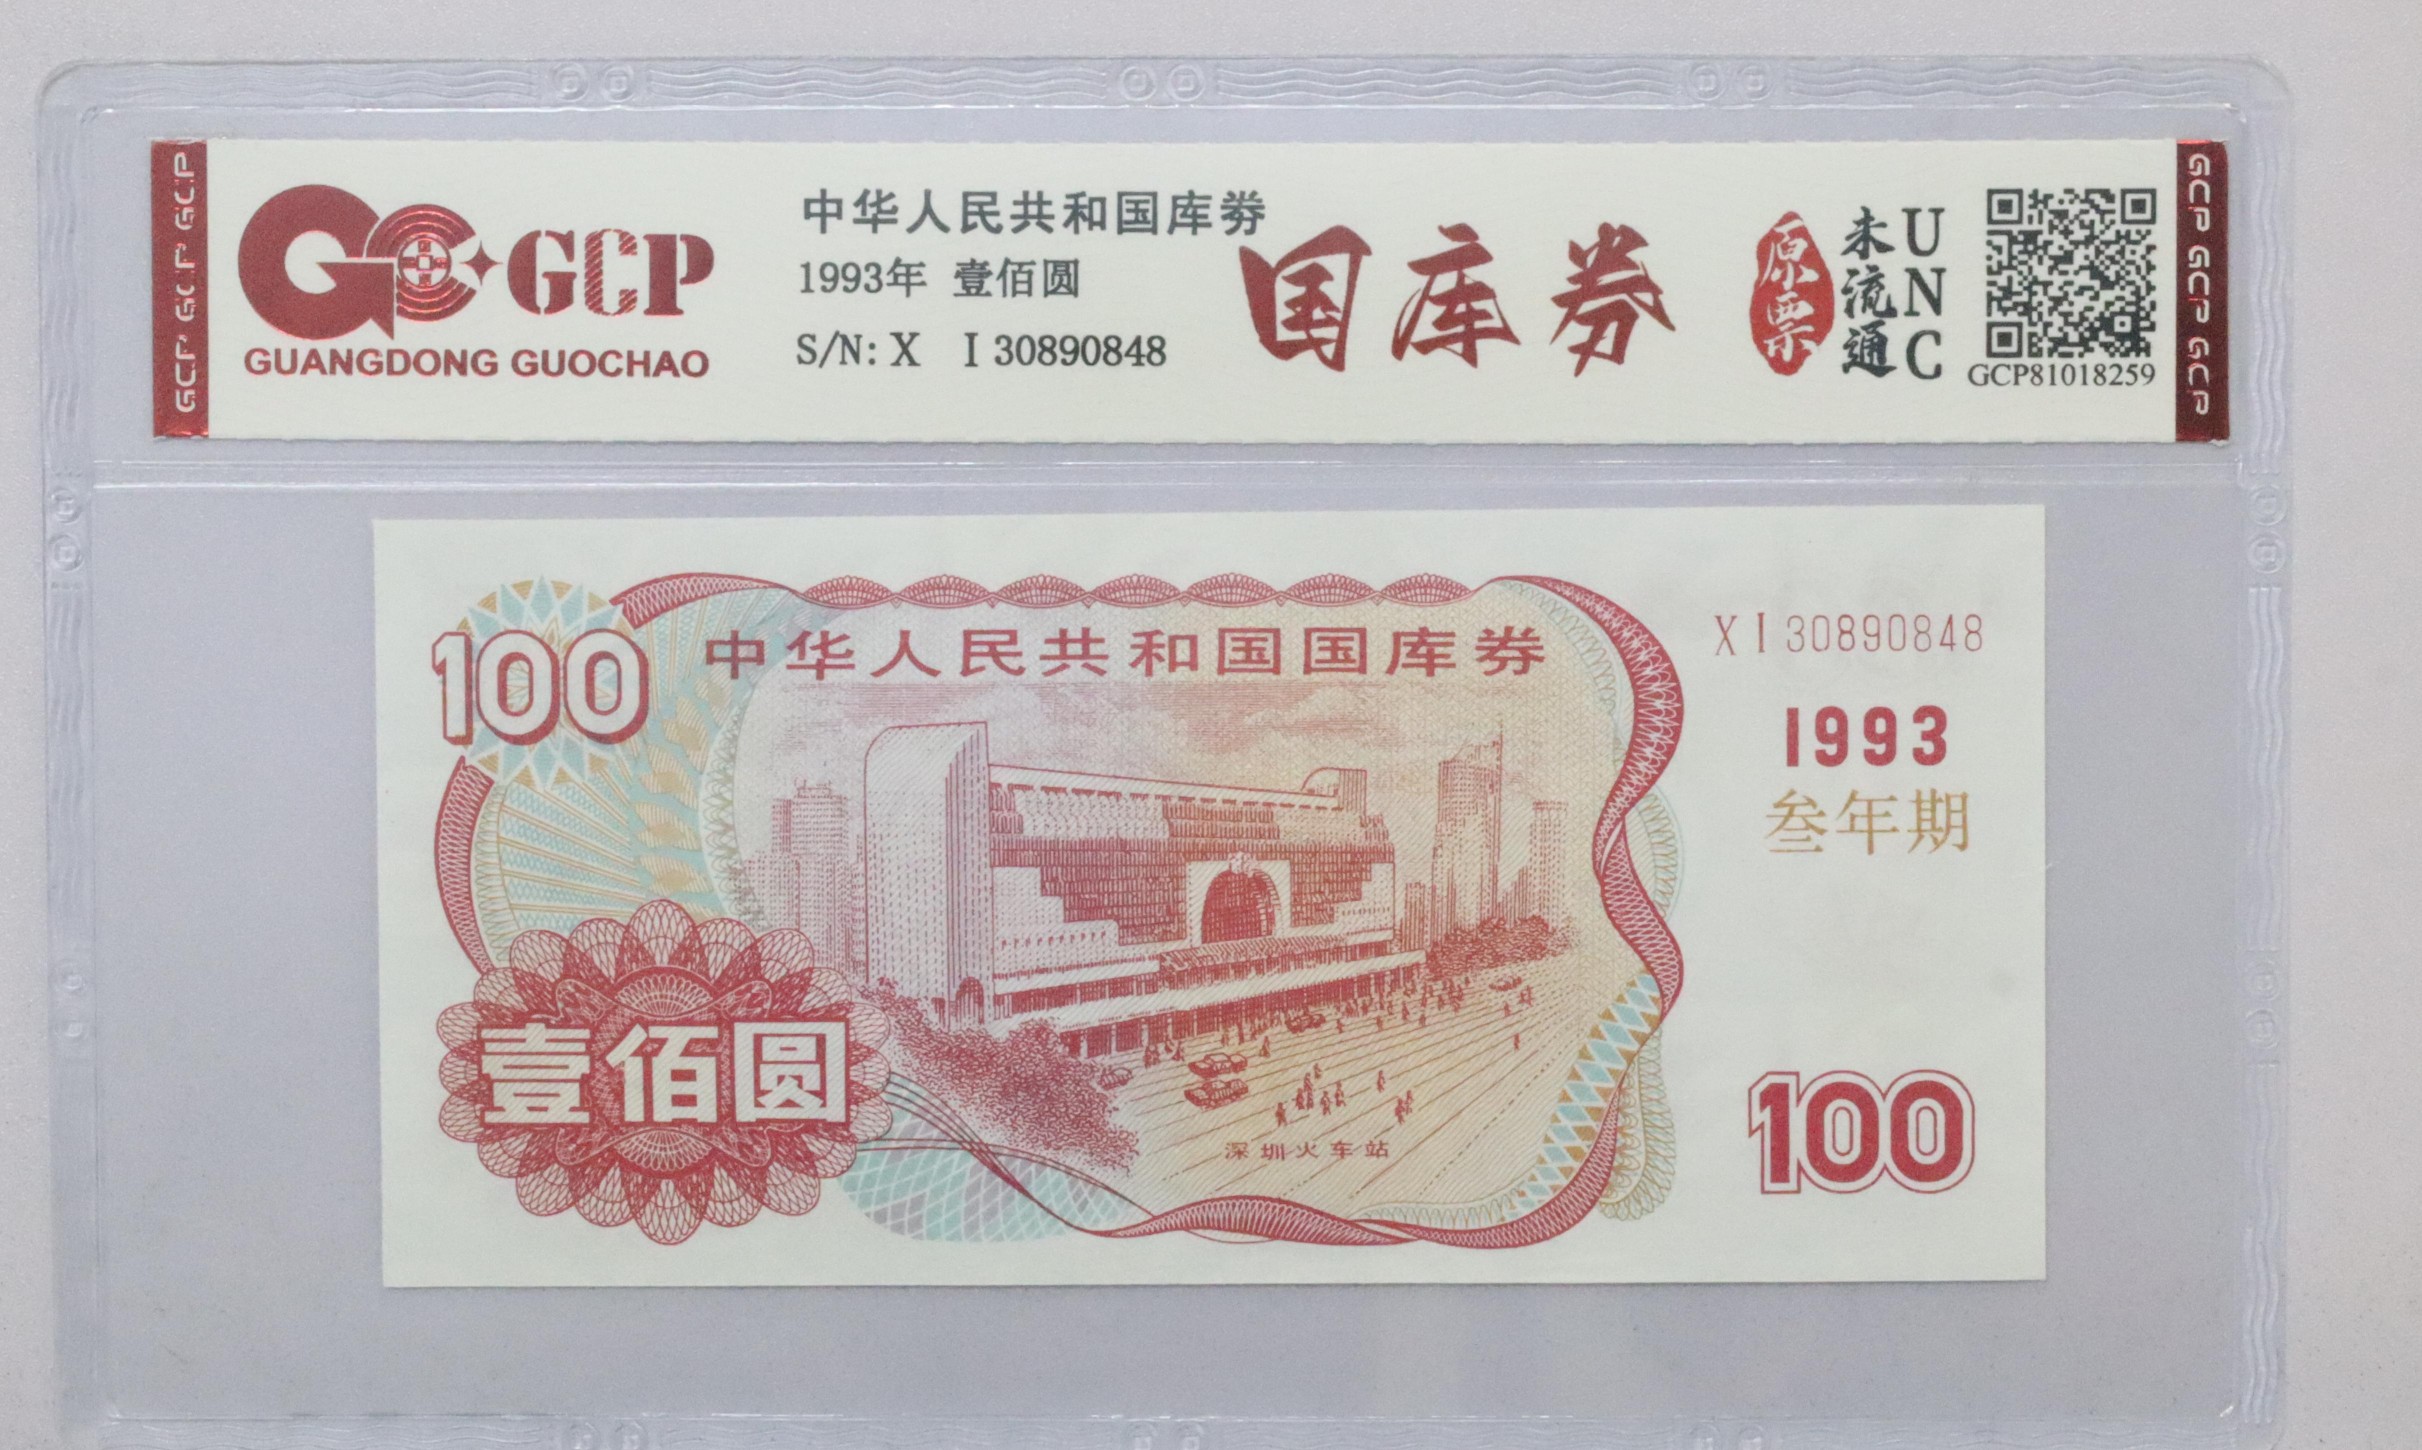 GCP GCP GCP
GCP
GUANGDONG GUOCHAO
中华人民共和国库券
1993年 壹佰圆
S/N: X I 30890848
国库券
原票
未流通
UNC
GCP81018259
GCP GCP GCP
100
中华人民共和国国库券
X I 30890848
1993
叁年期
壹佰圆
深圳火车站
100